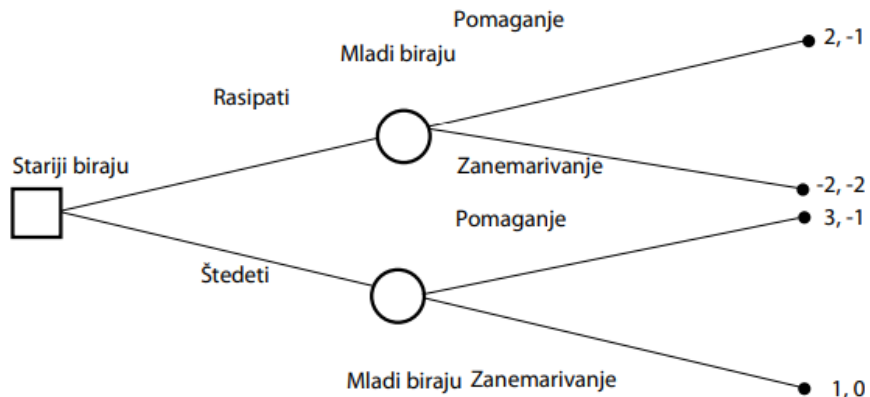 Pomaganje
2, -1
Mladi biraju
Rasipati
Stariji biraju
Zanemarivanje
-2, -2
Pomaganje
3, -1
Štedeti
Mladi biraju
Zanemarivanje
1, 0